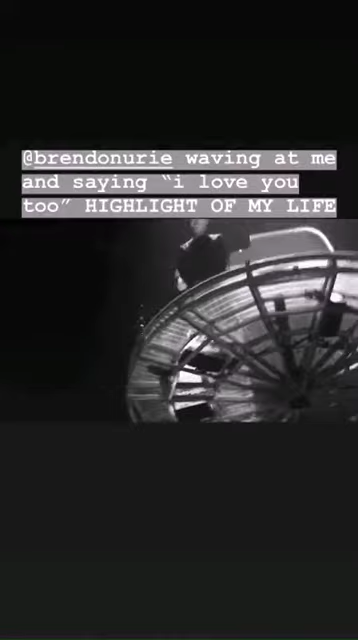 @brendonurie waving at me
and saying “i love you
too” HIGHLIGHT OF MY LIFE